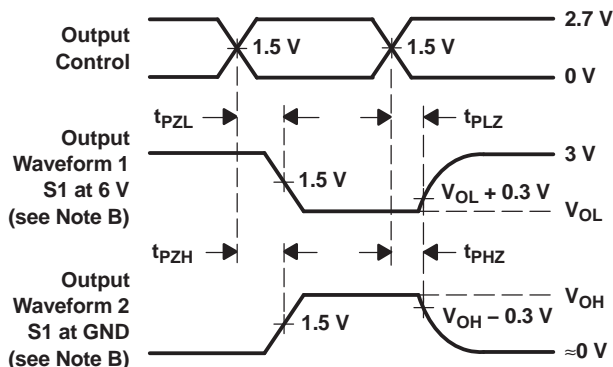 Output
Control
1.5 V
1.5 V
2.7 V
0 V
tPZL
tPLZ
Output
Waveform 1
S1 at 6 V
(see Note B)
1.5 V
3 V
VOL + 0.3 V
VOL
tPZH
tPHZ
Output
Waveform 2
S1 at GND
(see Note B)
1.5 V
VOH
VOH − 0.3 V
≈0 V